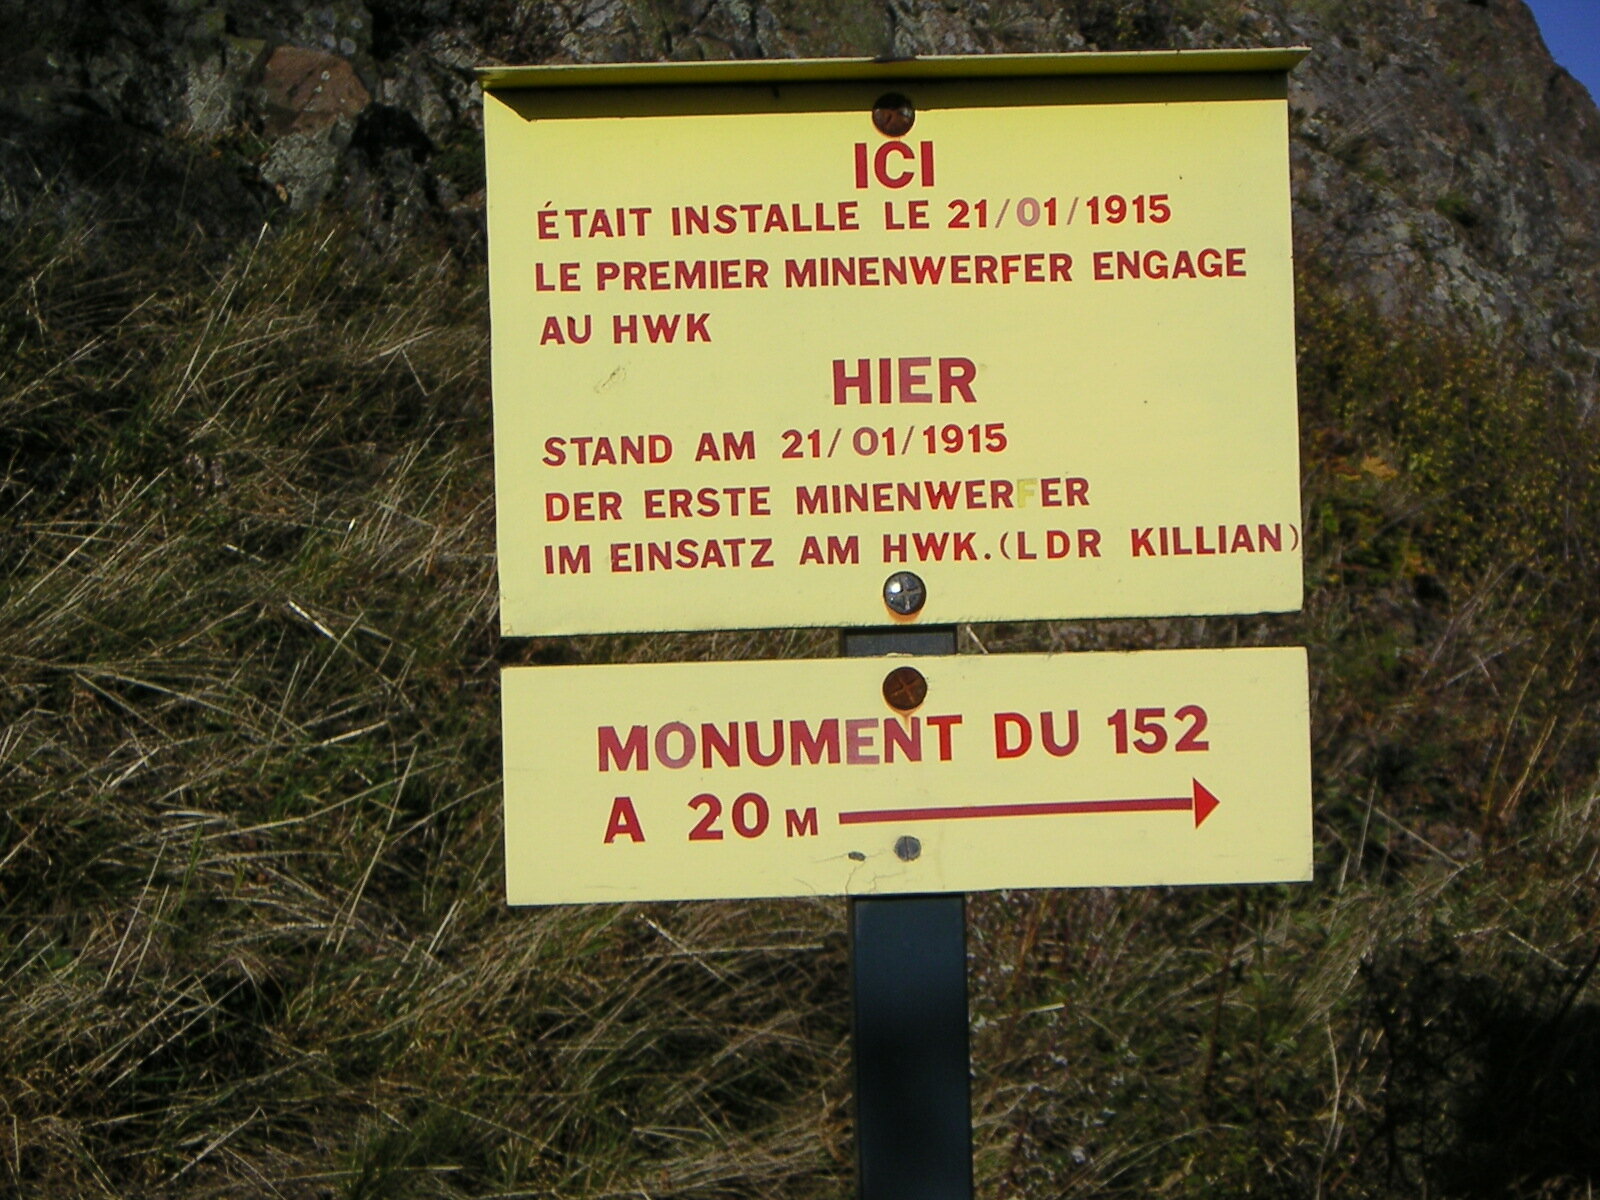 ICI
ÉTAIT INSTALLE LE 21/01/1915
LE PREMIER MINENWERFER ENGAGE
AU HWK
HIER
STAND AM 21/01/1915
DER ERSTE MINENWERFER
IM EINSATZ AM HWK.(LDR KILLIAN)
MONUMENT DU 152
A 20 M